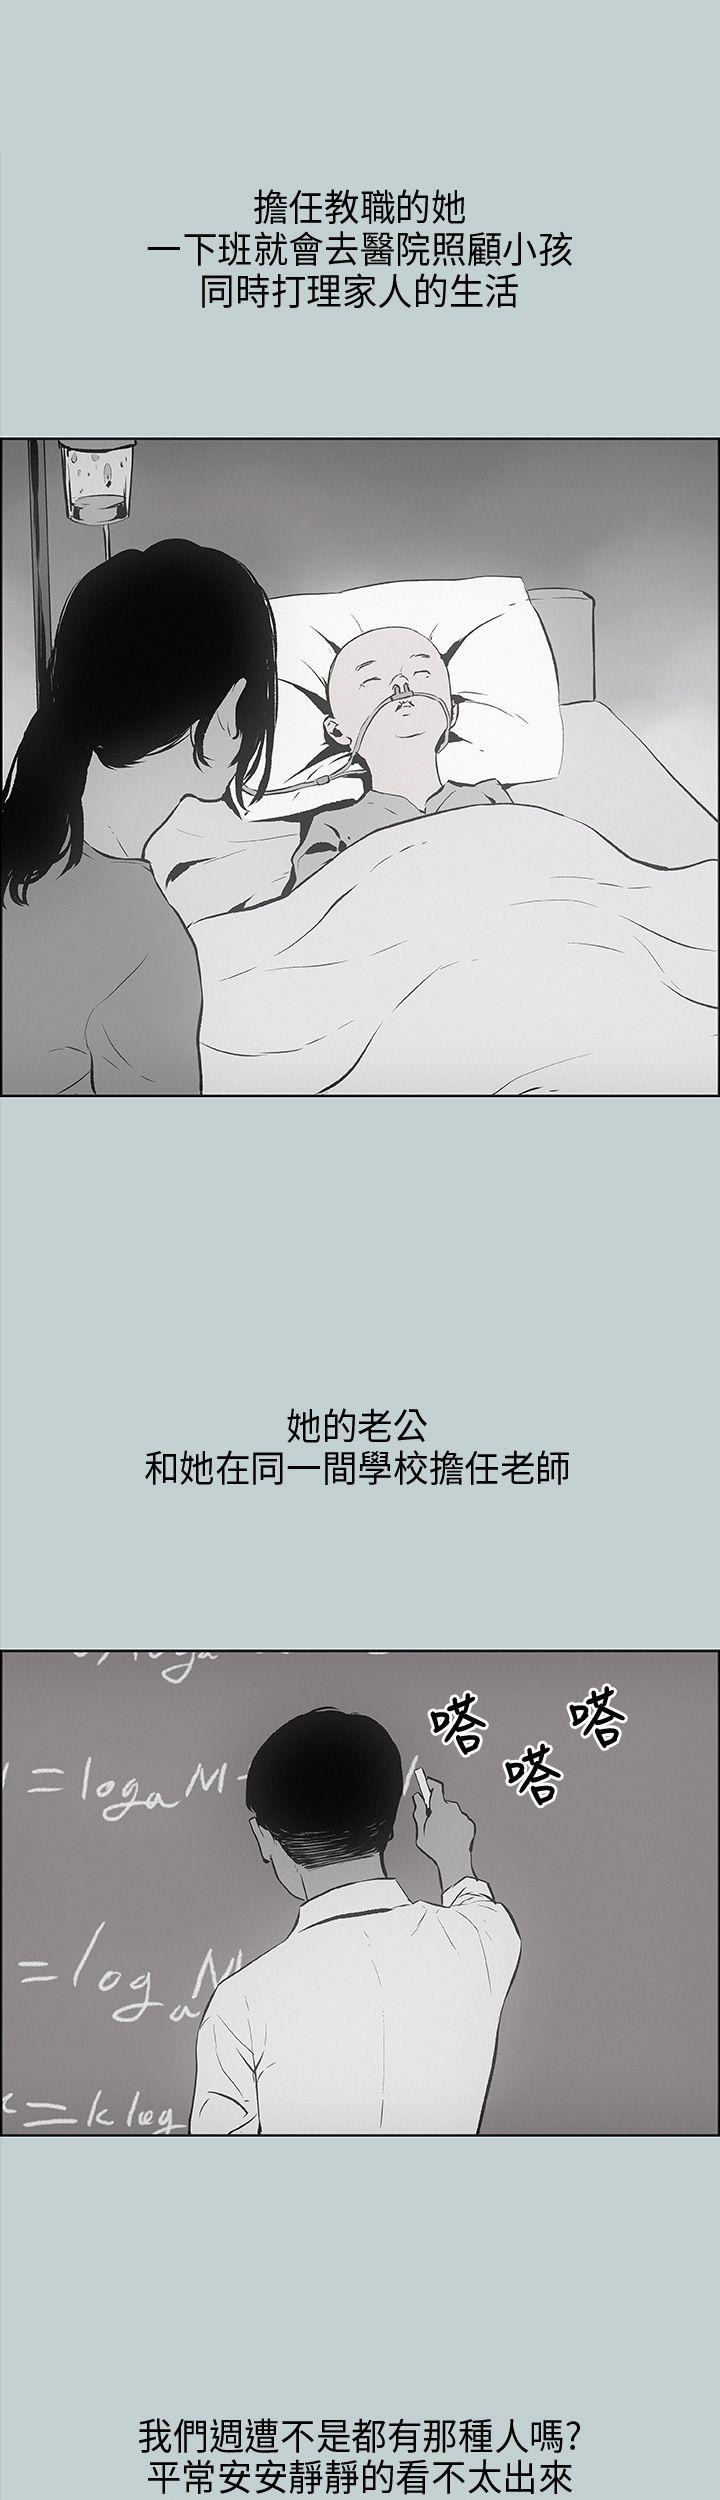 擔任教職的她
一下班就會去醫院照顧小孩
同時打理家人的生活
她的老公
和她在同一間學校擔任老師
嗒
嗒
嗒
= loga M
= loga M
= k log
我們週遭不是都有那種人嗎?
平常安安靜靜的看不太出來